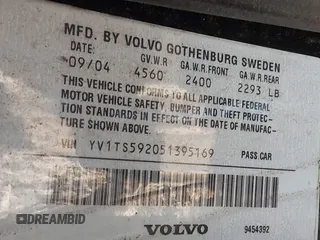 MFD. BY VOLVO GOTHENBURG SWEDEN
DATE: G.V.W.R GA.W.R.FRONT GA.W.R.REAR
09/04 4560 2400 2293 LB
THIS VEHICLE CONFORMS TO ALL APPLICABLE FEDERAL
MOTOR VEHICLE SAFETY, BUMPER AND THEFT PROTEC-
TION STANDARDS IN EFFECT ON THE DATE OF MANUFAC-
TURE SHOWN ABOVE.
VIN YV1TS592051395169 PASS.CAR
VOLVO 9454392
DREAMBID